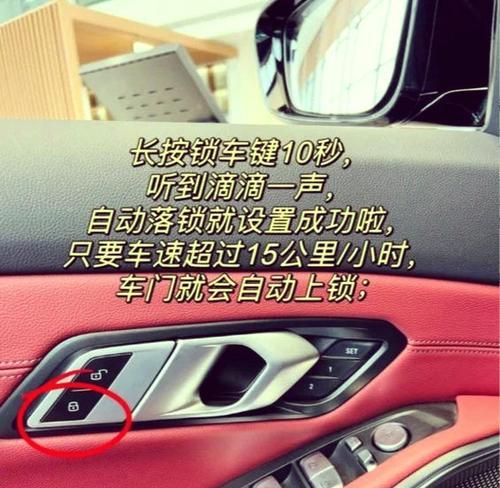 长按锁车键10秒，
听到滴滴一声，
自动落锁就设置成功啦，
只要车速超过15公里/小时，
车门就会自动上锁；
SET
1
2